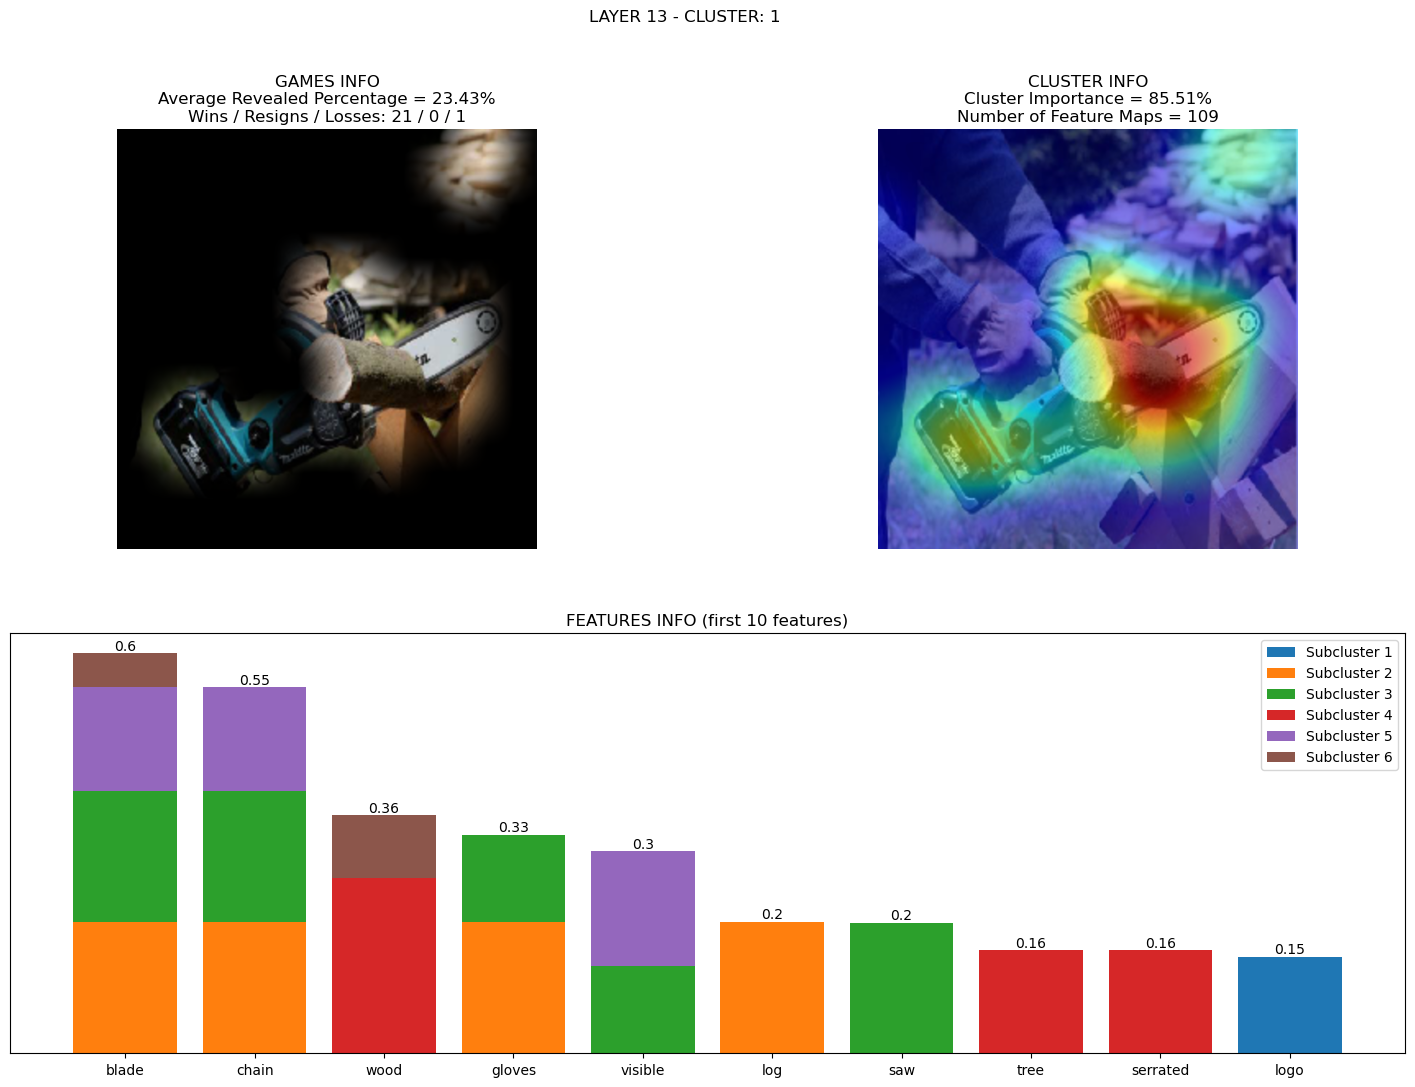 LAYER 13 - CLUSTER: 1
GAMES INFO
Average Revealed Percentage = 23.43%
Wins / Resigns / Losses: 21 / 0 / 1
CLUSTER INFO
Cluster Importance = 85.51%
Number of Feature Maps = 109
FEATURES INFO (first 10 features)
0.6
0.55
0.36
0.33
0.3
0.2
0.2
0.16
0.16
0.15
Subcluster 1
Subcluster 2
Subcluster 3
Subcluster 4
Subcluster 5
Subcluster 6
blade
chain
wood
gloves
visible
log
saw
tree
serrated
logo